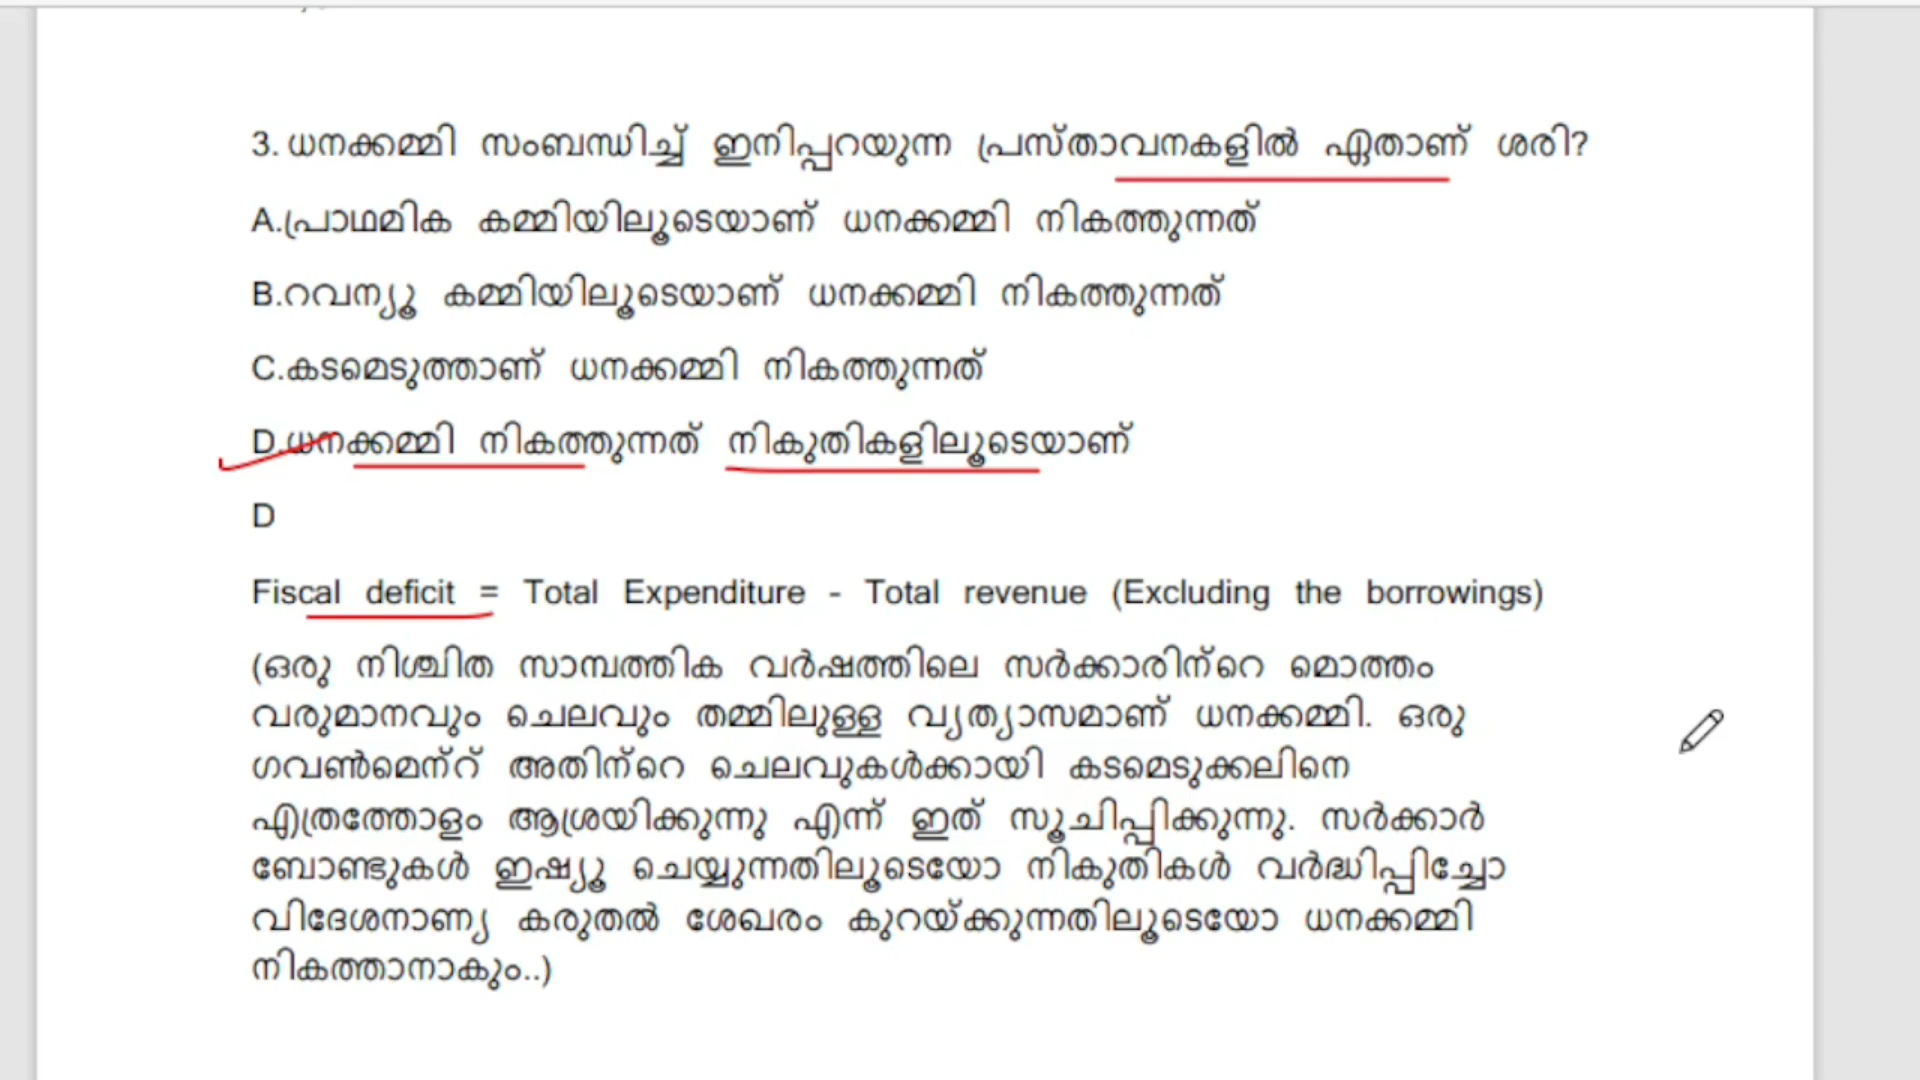 3. ധനക്കമ്മി സംബന്ധിച്ച് ഇനിപ്പറയുന്ന പ്രസ്താവനകളിൽ ഏതാണ് ശരി?
A.പ്രാഥമിക കമ്മിയിലൂടെയാണ് ധനക്കമ്മി നികത്തുന്നത്
B.റവന്യൂ കമ്മിയിലൂടെയാണ് ധനക്കമ്മി നികത്തുന്നത്
C.കടമെടുത്താണ് ധനക്കമ്മി നികത്തുന്നത്
D.ധനക്കമ്മി നികത്തുന്നത് നികുതികളിലൂടെയാണ്
D
Fiscal deficit = Total Expenditure - Total revenue (Excluding the borrowings)
(ഒരു നിശ്ചിത സാമ്പത്തിക വർഷത്തിലെ സർക്കാരിന്റെ മൊത്തം
വരുമാനവും ചെലവും തമ്മിലുള്ള വ്യത്യാസമാണ് ധനക്കമ്മി. ഒരു
ഗവൺമെന്റ് അതിന്റെ ചെലവുകൾക്കായി കടമെടുക്കലിനെ
എത്രത്തോളം ആശ്രയിക്കുന്നു എന്ന് ഇത് സൂചിപ്പിക്കുന്നു. സർക്കാർ
ബോണ്ടുകൾ ഇഷ്യൂ ചെയ്യുന്നതിലൂടെയോ നികുതികൾ വർദ്ധിപ്പിച്ചോ
വിദേശനാണ്യ കരുതൽ ശേഖരം കുറയ്ക്കുന്നതിലൂടെയോ ധനക്കമ്മി
നികത്താനാകും..)